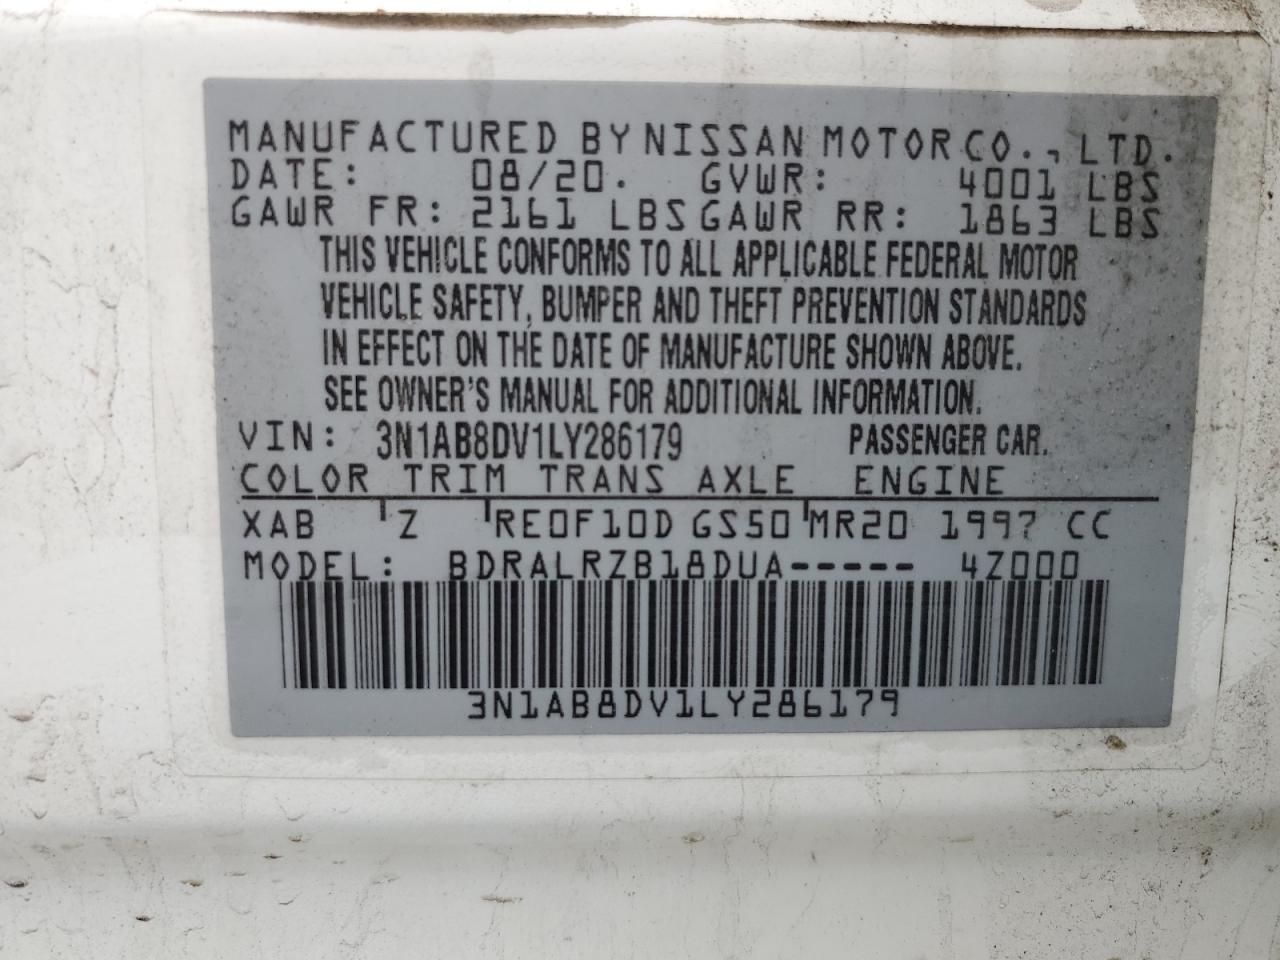 MANUFACTURED BY NISSAN MOTOR CO., LTD.
DATE: 08/20. GVWR: 4001 LBS
GAWR FR: 2161 LBS GAWR RR: 1863 LBS
THIS VEHICLE CONFORMS TO ALL APPLICABLE FEDERAL MOTOR
VEHICLE SAFETY, BUMPER AND THEFT PREVENTION STANDARDS
IN EFFECT ON THE DATE OF MANUFACTURE SHOWN ABOVE.
SEE OWNER'S MANUAL FOR ADDITIONAL INFORMATION.
VIN: 3N1AB8DV1LY286179 PASSENGER CAR.
COLOR TRIM TRANS AXLE ENGINE
XAB Z RE0F10D GS50 MR20 1997 CC
MODEL: BDRALRZB18DUA----- 4Z000
3N1AB8DV1LY286179